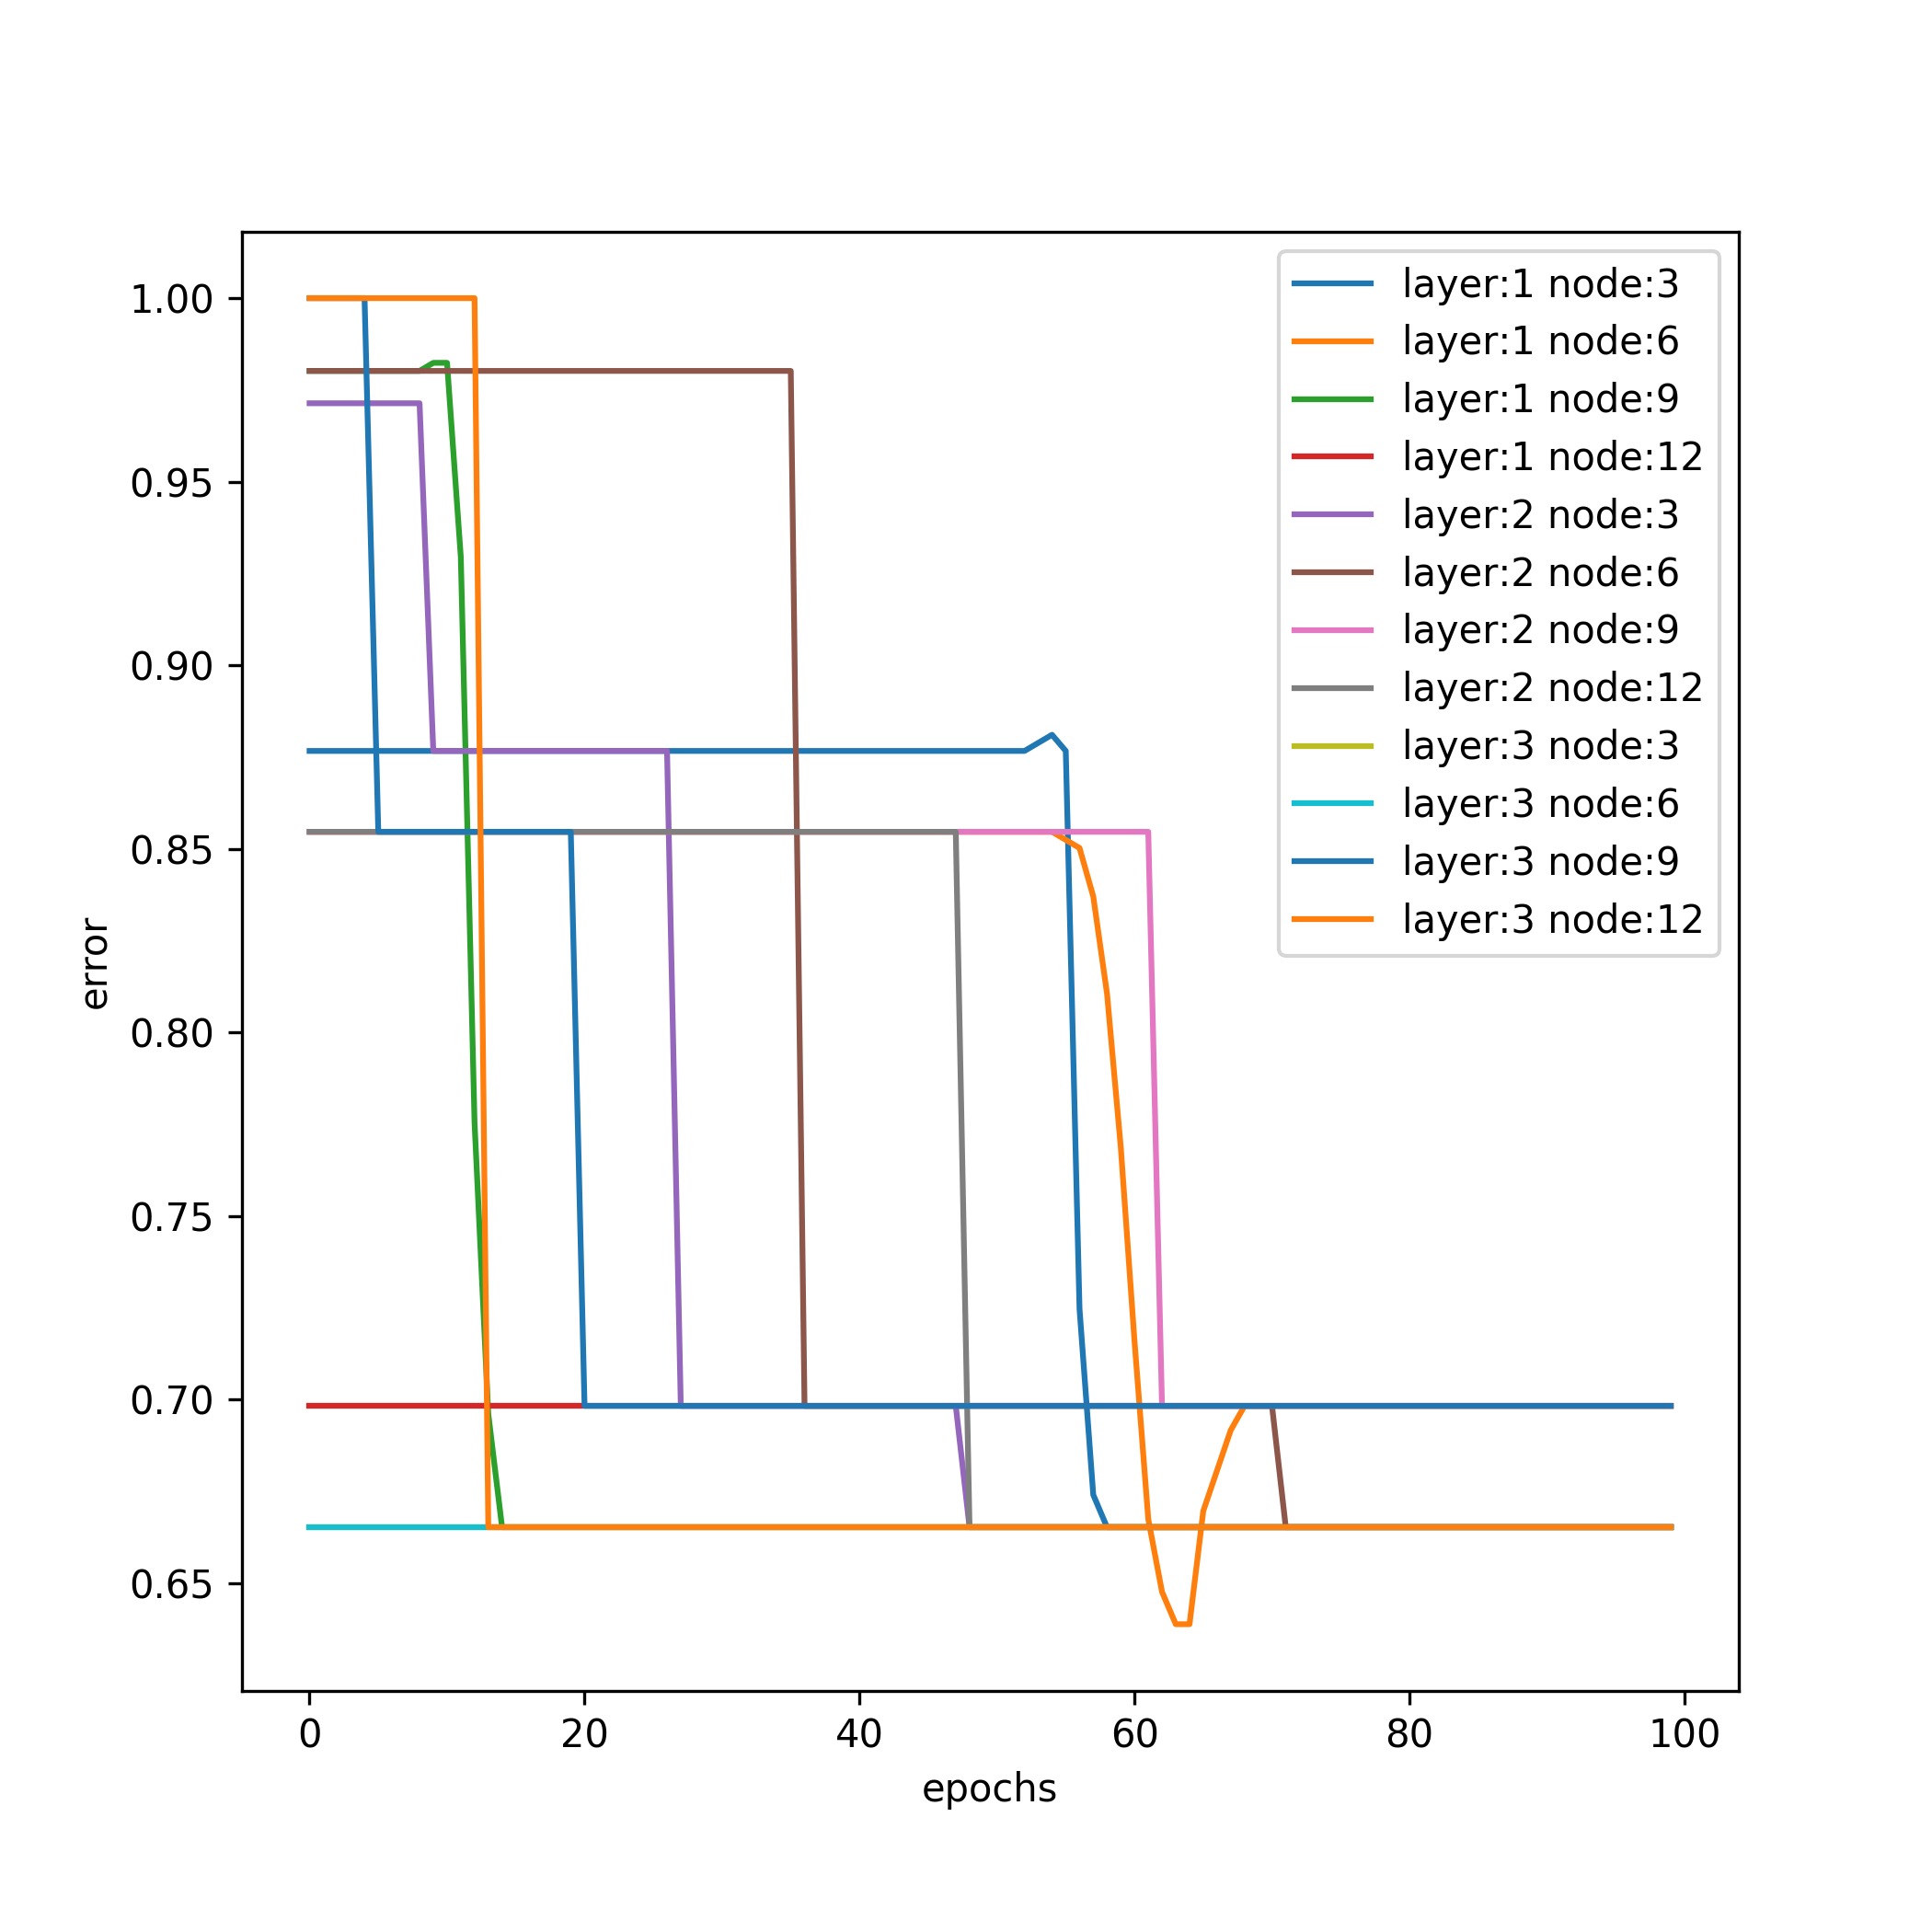 1.00
0.95
0.90
0.85
0.80
0.75
0.70
0.65
error
0
20
40
60
80
100
epochs
layer:1 node:3
layer:1 node:6
layer:1 node:9
layer:1 node:12
layer:2 node:3
layer:2 node:6
layer:2 node:9
layer:2 node:12
layer:3 node:3
layer:3 node:6
layer:3 node:9
layer:3 node:12